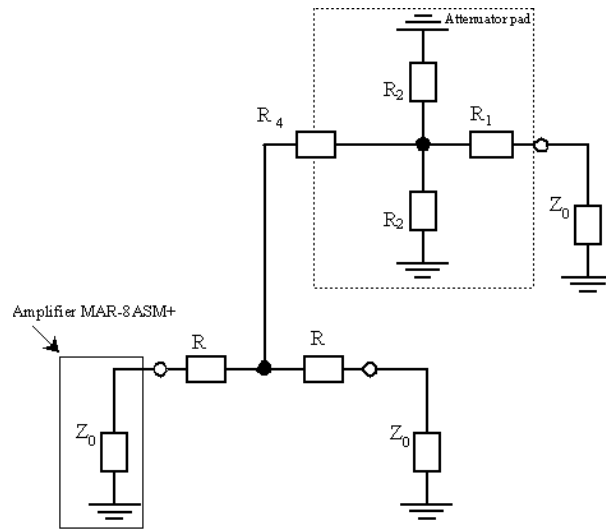 Attenuator pad
R2
R4
R1
Z0
R2
Amplifier MAR-8ASM+
R
R
Z0
Z0